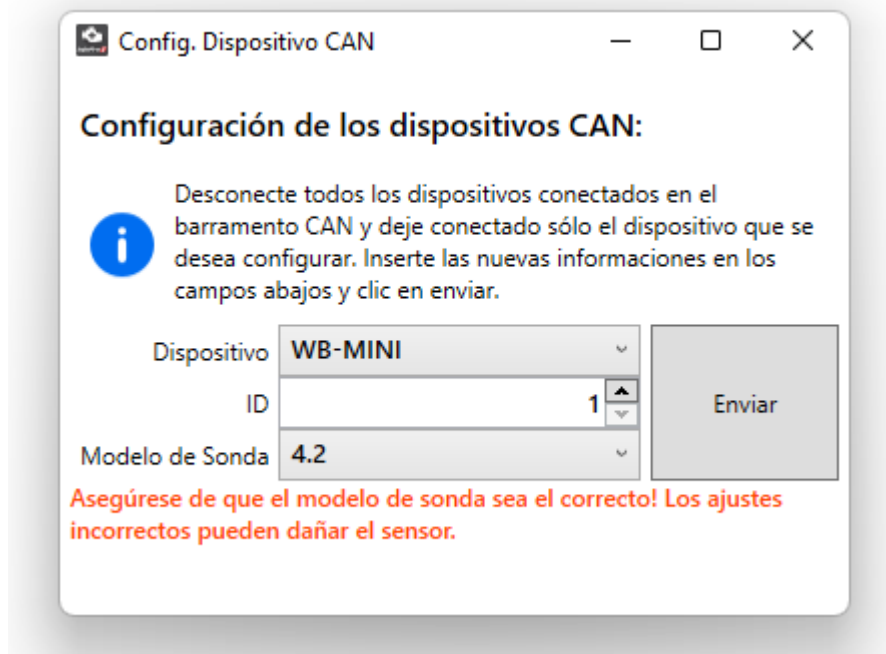 Config. Dispositivo CAN
Configuración de los dispositivos CAN:
Desconecte todos los dispositivos conectados en el
barramento CAN y deje conectado sólo el dispositivo que se
desea configurar. Inserte las nuevas informaciones en los
campos abajos y clic en enviar.
Dispositivo WB-MINI
ID 1
Enviar
Modelo de Sonda 4.2
Asegúrese de que el modelo de sonda sea el correcto! Los ajustes
incorrectos pueden dañar el sensor.